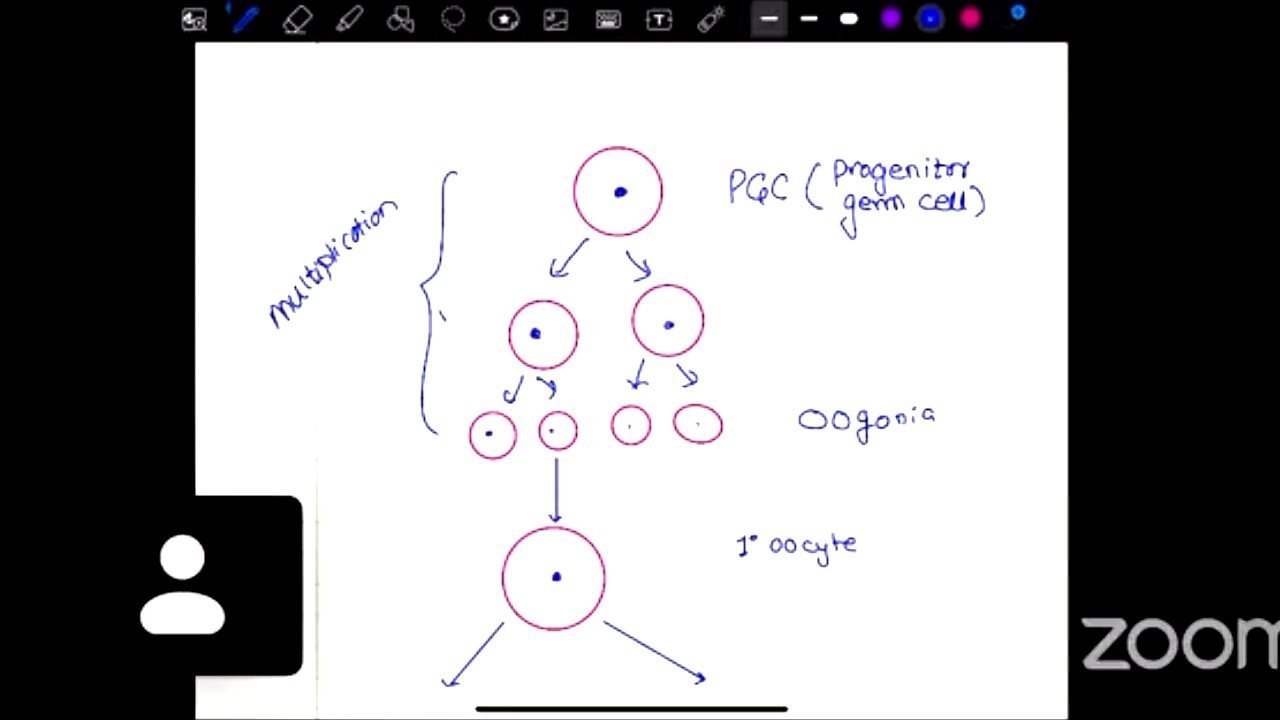 PGC (progenitor
germ cell)
multiplication
oogonia
1° oocyte
zoom